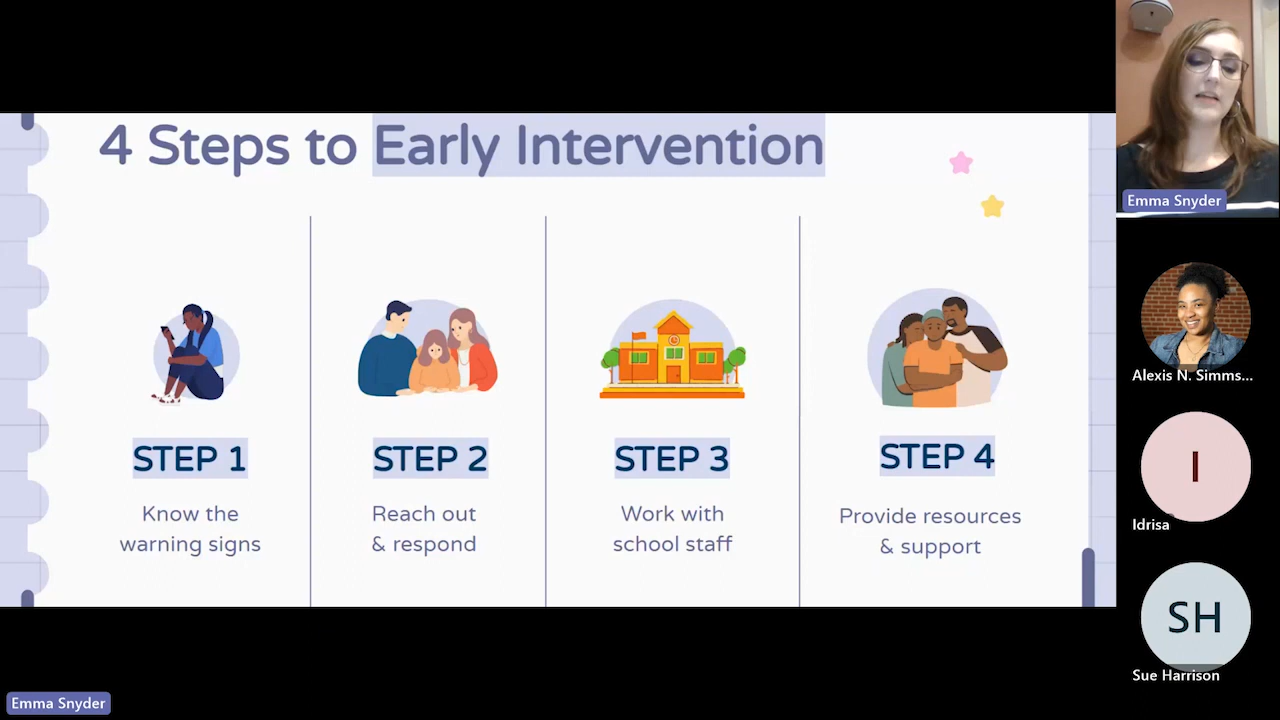 4 Steps to Early Intervention
STEP 1
Know the
warning signs
STEP 2
Reach out
& respond
STEP 3
Work with
school staff
STEP 4
Provide resources
& support
Emma Snyder
Alexis N. Simms...
I
Idrisa
SH
Sue Harrison
Emma Snyder